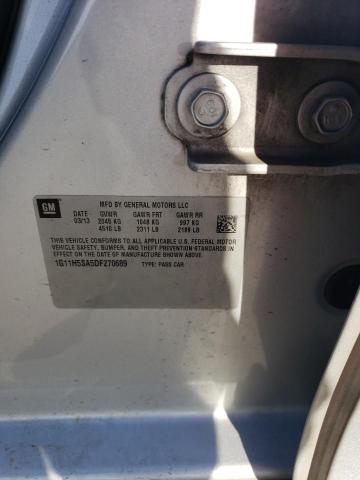 GM
MFD BY GENERAL MOTORS LLC
DATE GVWR GAWR FRT GAWR RR
03/13 2045 KG 1048 KG 997 KG
4510 LB 2311 LB 2199 LB
THIS VEHICLE CONFORMS TO ALL APPLICABLE U.S. FEDERAL MOTOR
VEHICLE SAFETY, BUMPER, AND THEFT PREVENTION STANDARDS IN
EFFECT ON THE DATE OF MANUFACTURE SHOWN ABOVE.
1G11H5SA5DF270689 TYPE: PASS CAR